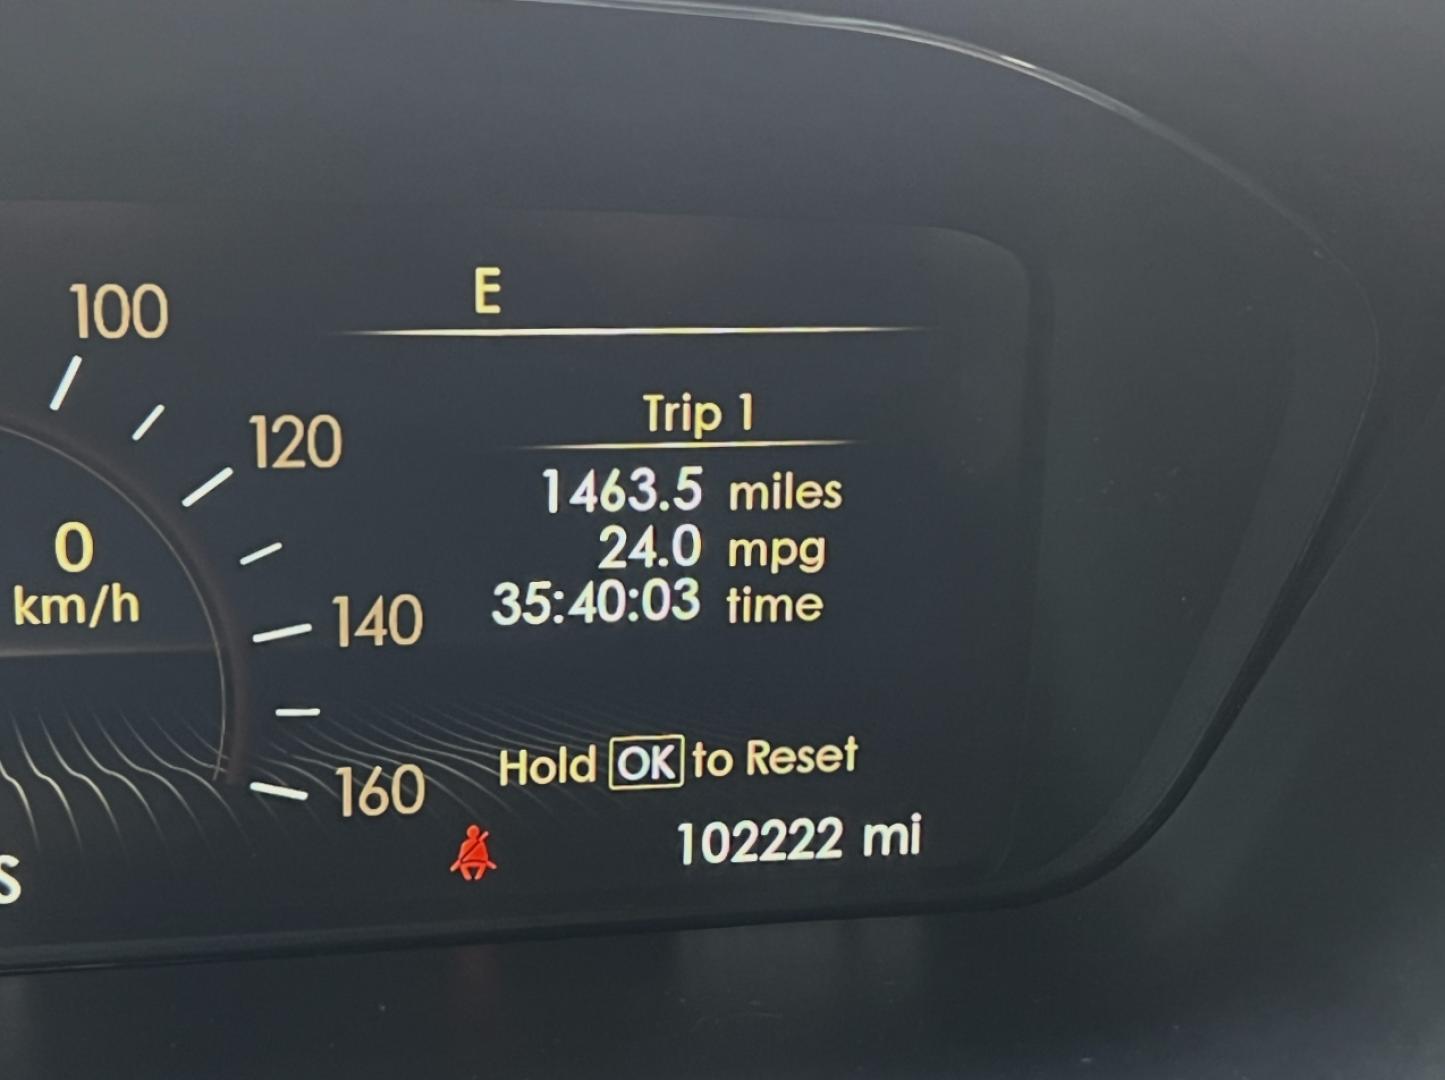 E
100
120
Trip 1
1463.5 miles
24.0 mpg
35:40:03 time
0
km/h
140
160
Hold OK to Reset
102222 mi
S